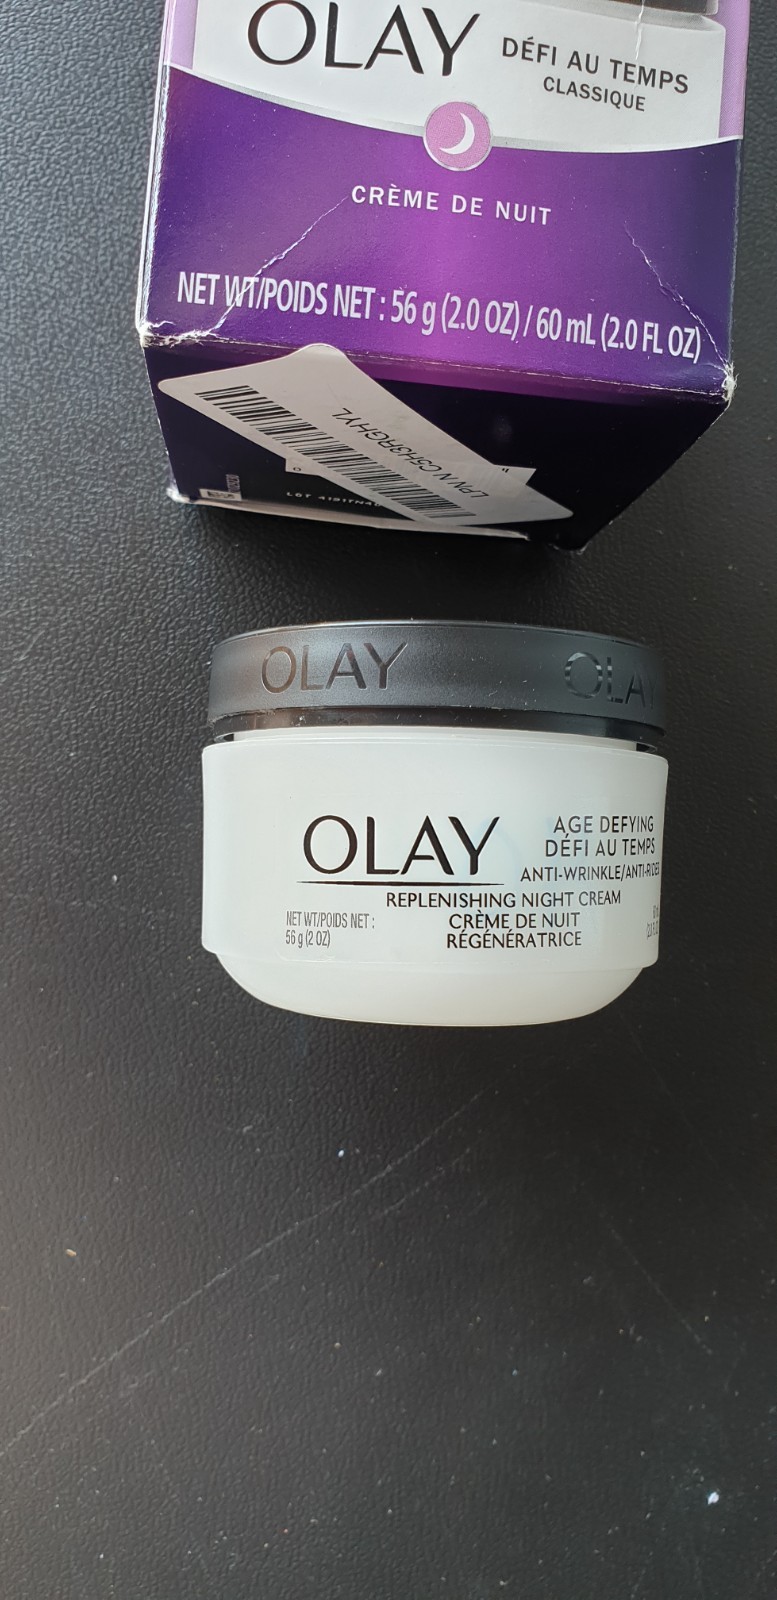 OLAY
DÉFI AU TEMPS
CLASSIQUE
CRÈME DE NUIT
NET WT/POIDS NET : 56 g (2.0 OZ) / 60 mL (2.0 FL OZ)
LPNNC5H3RGHYL
OLAY
OLAY
OLAY
AGE DEFYING
DÉFI AU TEMPS
ANTI-WRINKLE/ANTI-RIDES
REPLENISHING NIGHT CREAM
CRÈME DE NUIT
RÉGÉNÉRATRICE
NET WT/POIDS NET :
56 g (2 OZ)